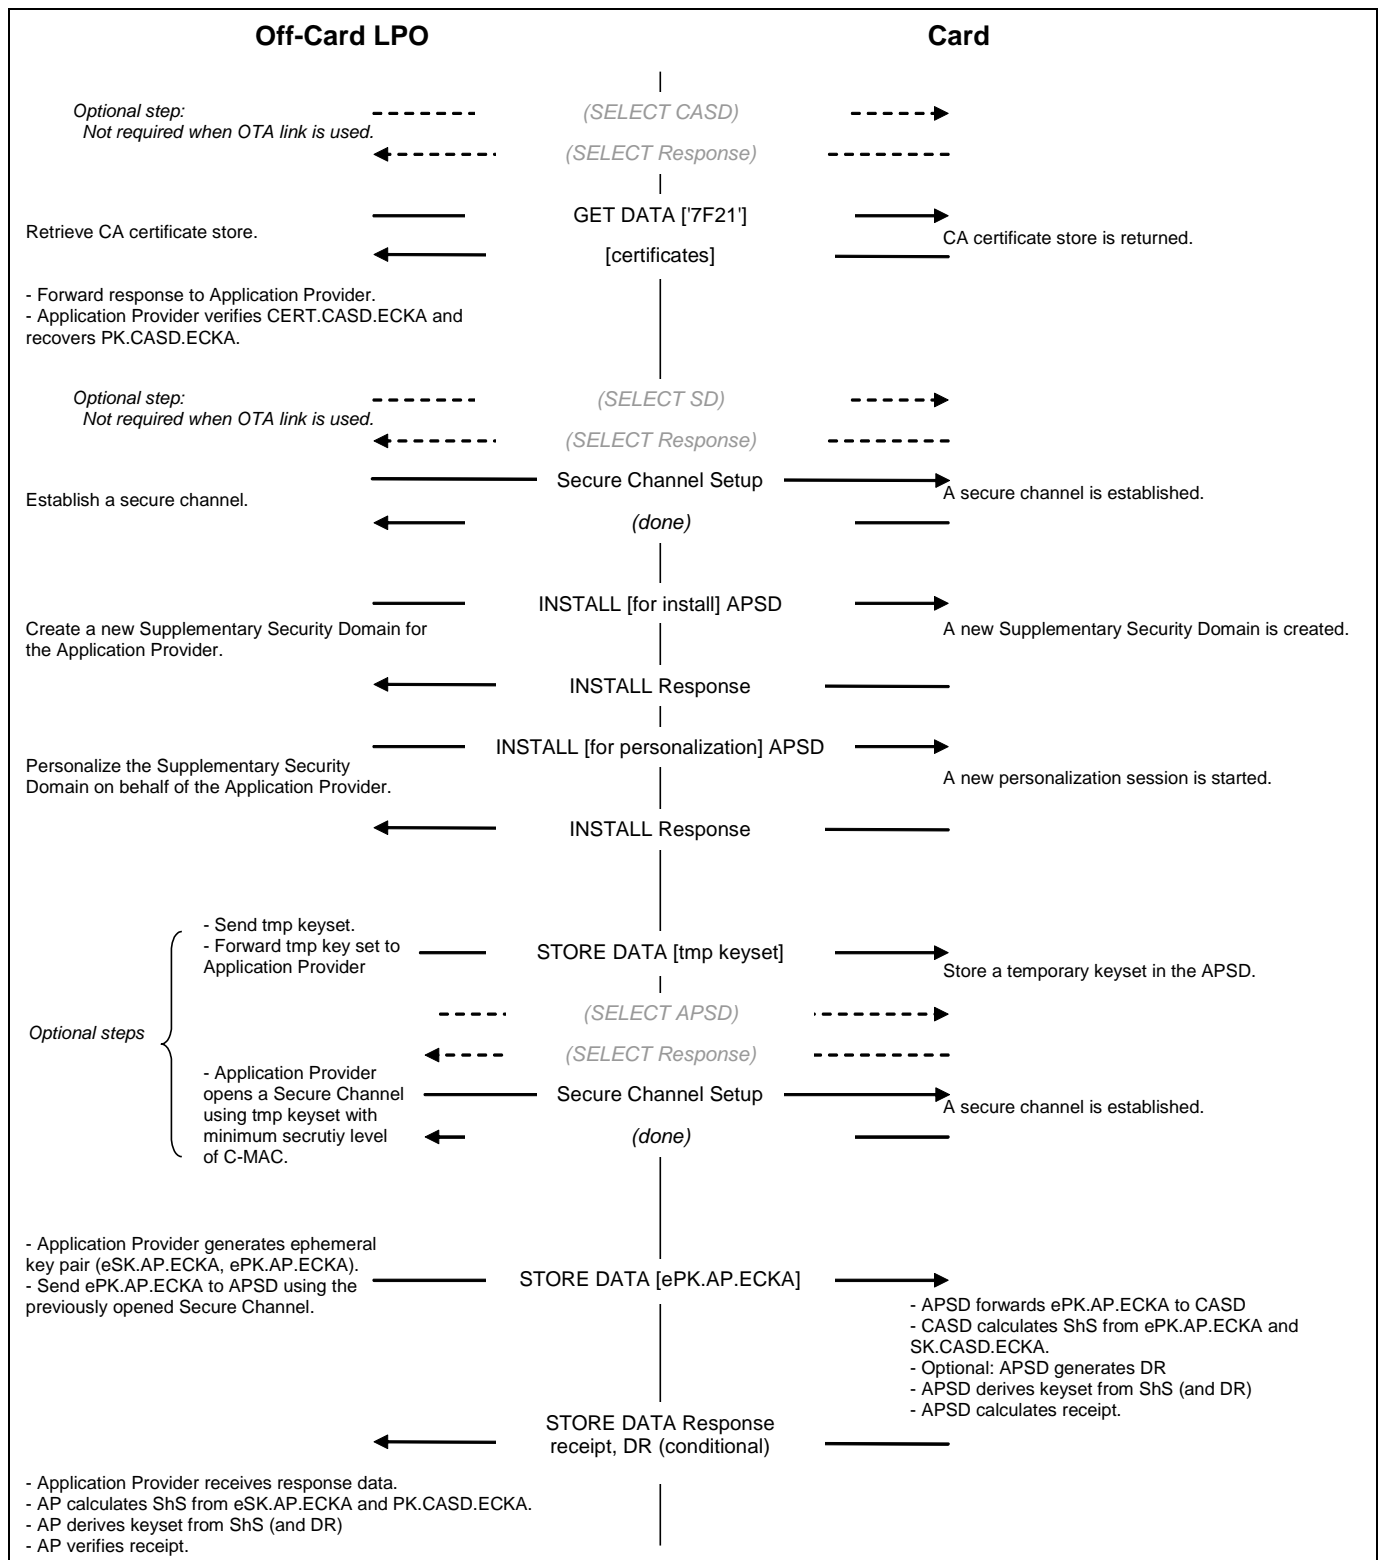 Off-Card LPO
Card
Optional step:
Not required when OTA link is used.
(SELECT CASD)
(SELECT Response)
GET DATA ['7F21']
Retrieve CA certificate store.
CA certificate store is returned.
[certificates]
- Forward response to Application Provider.
- Application Provider verifies CERT.CASD.ECKA and
recovers PK.CASD.ECKA.
Optional step:
Not required when OTA link is used.
(SELECT SD)
(SELECT Response)
Secure Channel Setup
Establish a secure channel.
A secure channel is established.
(done)
INSTALL [for install] APSD
Create a new Supplementary Security Domain for
the Application Provider.
A new Supplementary Security Domain is created.
INSTALL Response
INSTALL [for personalization] APSD
Personalize the Supplementary Security
Domain on behalf of the Application Provider.
A new personalization session is started.
INSTALL Response
- Send tmp keyset.
- Forward tmp key set to
Application Provider
STORE DATA [tmp keyset]
Store a temporary keyset in the APSD.
(SELECT APSD)
Optional steps
(SELECT Response)
- Application Provider
opens a Secure Channel
using tmp keyset with
minimum secrutiy level
of C-MAC.
Secure Channel Setup
A secure channel is established.
(done)
- Application Provider generates ephemeral
key pair (eSK.AP.ECKA, ePK.AP.ECKA).
- Send ePK.AP.ECKA to APSD using the
previously opened Secure Channel.
STORE DATA [ePK.AP.ECKA]
- APSD forwards ePK.AP.ECKA to CASD
- CASD calculates ShS from ePK.AP.ECKA and
SK.CASD.ECKA.
- Optional: APSD generates DR
- APSD derives keyset from ShS (and DR)
- APSD calculates receipt.
STORE DATA Response
receipt, DR (conditional)
- Application Provider receives response data.
- AP calculates ShS from eSK.AP.ECKA and PK.CASD.ECKA.
- AP derives keyset from ShS (and DR)
- AP verifies receipt.